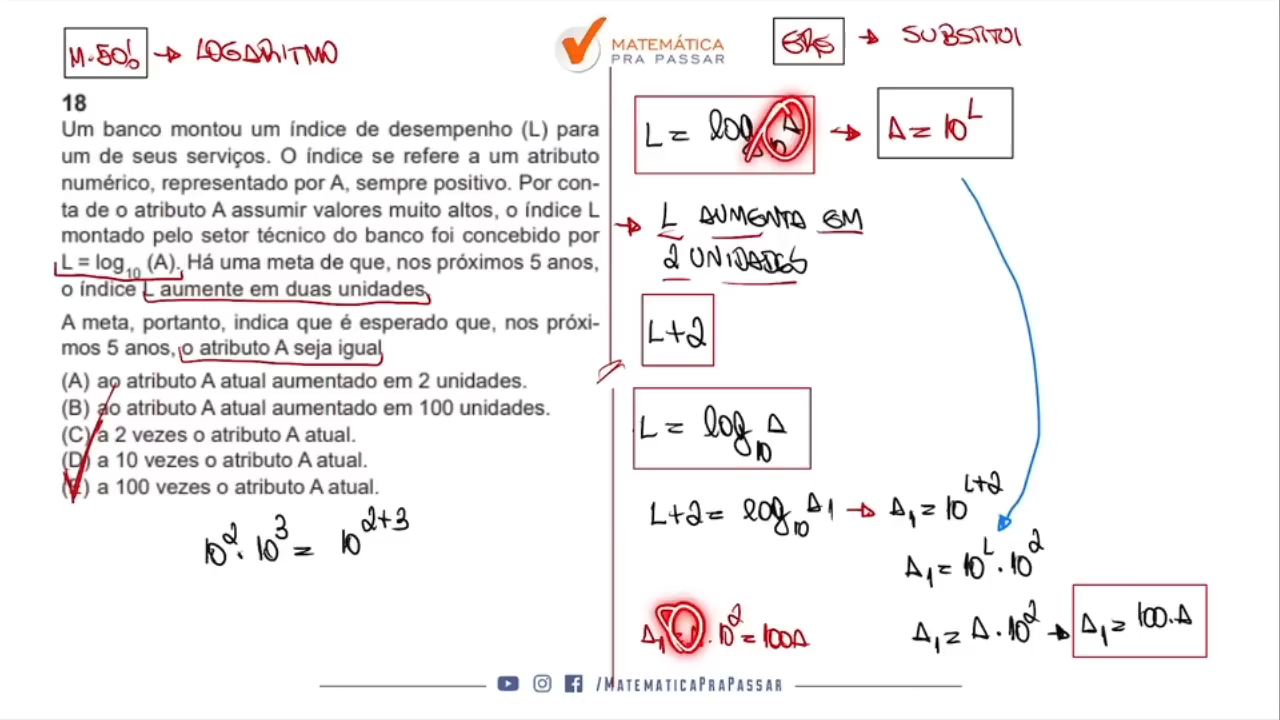 M.50% → LOGARITMO
MATEMÁTICA
PRA PASSAR
→ SUBSTITUI
18
Um banco montou um índice de desempenho (L) para
um de seus serviços. O índice se refere a um atributo
numérico, representado por A, sempre positivo. Por con-
ta de o atributo A assumir valores muito altos, o índice L
montado pelo setor técnico do banco foi concebido por
L = log₁₀ (A). Há uma meta de que, nos próximos 5 anos,
o índice L aumente em duas unidades.
A meta, portanto, indica que é esperado que, nos próxi-
mos 5 anos, o atributo A seja igual
(A) ao atributo A atual aumentado em 2 unidades.
(B) ao atributo A atual aumentado em 100 unidades.
(C) a 2 vezes o atributo A atual.
(D) a 10 vezes o atributo A atual.
(E) a 100 vezes o atributo A atual.
10² . 10³ = 10²⁺³
L = log₁₀ A → A = 10ᴸ
→ L AUMENTA EM
2 UNIDADES
L+2
L = log₁₀ A
L+2 = log₁₀ A₁ → A₁ = 10ᴸ⁺²
A₁ = 10ᴸ . 10²
A₁ = A . 10² → A₁ = 100.A
A₁ . 10² = 100A
/MATEMATICAPRAPASSAR